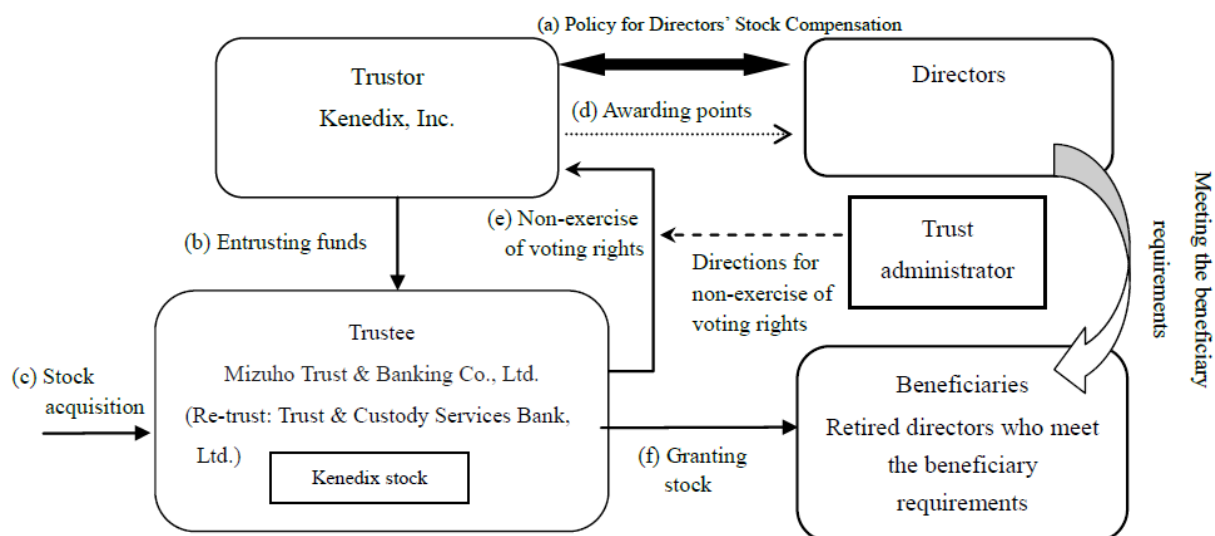 (a) Policy for Directors’ Stock Compensation
Trustor
Kenedix, Inc.
Directors
(d) Awarding points
(b) Entrusting funds
(e) Non-exercise
of voting rights
Directions for
non-exercise of
voting rights
Trust
administrator
Meeting the beneficiary
requirements
(c) Stock
acquisition
Trustee
Mizuho Trust & Banking Co., Ltd.
(Re-trust: Trust & Custody Services Bank,
Ltd.)
Kenedix stock
(f) Granting
stock
Beneficiaries
Retired directors who meet
the beneficiary
requirements